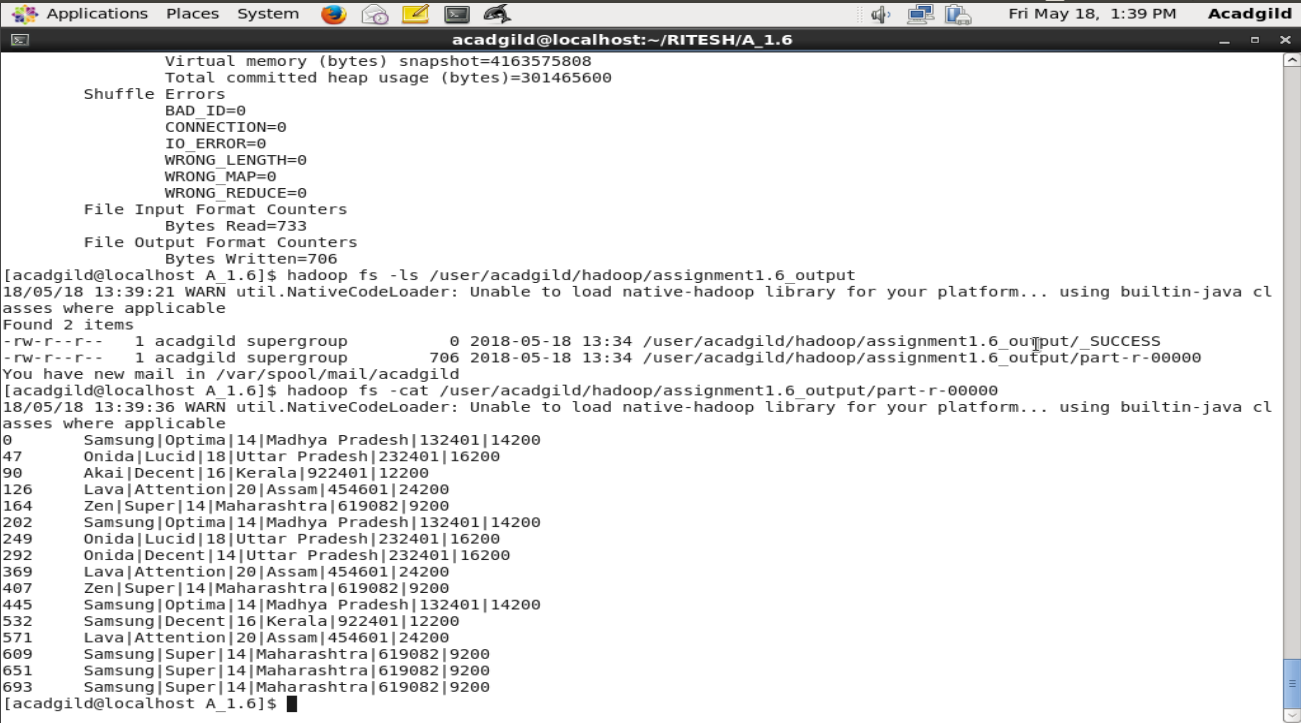 Applications Places System Fri May 18, 1:39 PM Acadgild
acadgild@localhost:~/RITESH/A_1.6
Virtual memory (bytes) snapshot=4163575808
Total committed heap usage (bytes)=301465600
Shuffle Errors
BAD_ID=0
CONNECTION=0
IO_ERROR=0
WRONG_LENGTH=0
WRONG_MAP=0
WRONG_REDUCE=0
File Input Format Counters
Bytes Read=733
File Output Format Counters
Bytes Written=706
[acadgild@localhost A_1.6]$ hadoop fs -ls /user/acadgild/hadoop/assignment1.6_output
18/05/18 13:39:21 WARN util.NativeCodeLoader: Unable to load native-hadoop library for your platform... using builtin-java cl
asses where applicable
Found 2 items
-rw-r--r--   1 acadgild supergroup          0 2018-05-18 13:34 /user/acadgild/hadoop/assignment1.6_output/_SUCCESS
-rw-r--r--   1 acadgild supergroup        706 2018-05-18 13:34 /user/acadgild/hadoop/assignment1.6_output/part-r-00000
You have new mail in /var/spool/mail/acadgild
[acadgild@localhost A_1.6]$ hadoop fs -cat /user/acadgild/hadoop/assignment1.6_output/part-r-00000
18/05/18 13:39:36 WARN util.NativeCodeLoader: Unable to load native-hadoop library for your platform... using builtin-java cl
asses where applicable
0       Samsung|Optima|14|Madhya Pradesh|132401|14200
47      Onida|Lucid|18|Uttar Pradesh|232401|16200
90      Akai|Decent|16|Kerala|922401|12200
126     Lava|Attention|20|Assam|454601|24200
164     Zen|Super|14|Maharashtra|619082|9200
202     Samsung|Optima|14|Madhya Pradesh|132401|14200
249     Onida|Lucid|18|Uttar Pradesh|232401|16200
292     Onida|Decent|14|Uttar Pradesh|232401|16200
369     Lava|Attention|20|Assam|454601|24200
407     Zen|Super|14|Maharashtra|619082|9200
445     Samsung|Optima|14|Madhya Pradesh|132401|14200
532     Samsung|Decent|16|Kerala|922401|12200
571     Lava|Attention|20|Assam|454601|24200
609     Samsung|Super|14|Maharashtra|619082|9200
651     Samsung|Super|14|Maharashtra|619082|9200
693     Samsung|Super|14|Maharashtra|619082|9200
[acadgild@localhost A_1.6]$